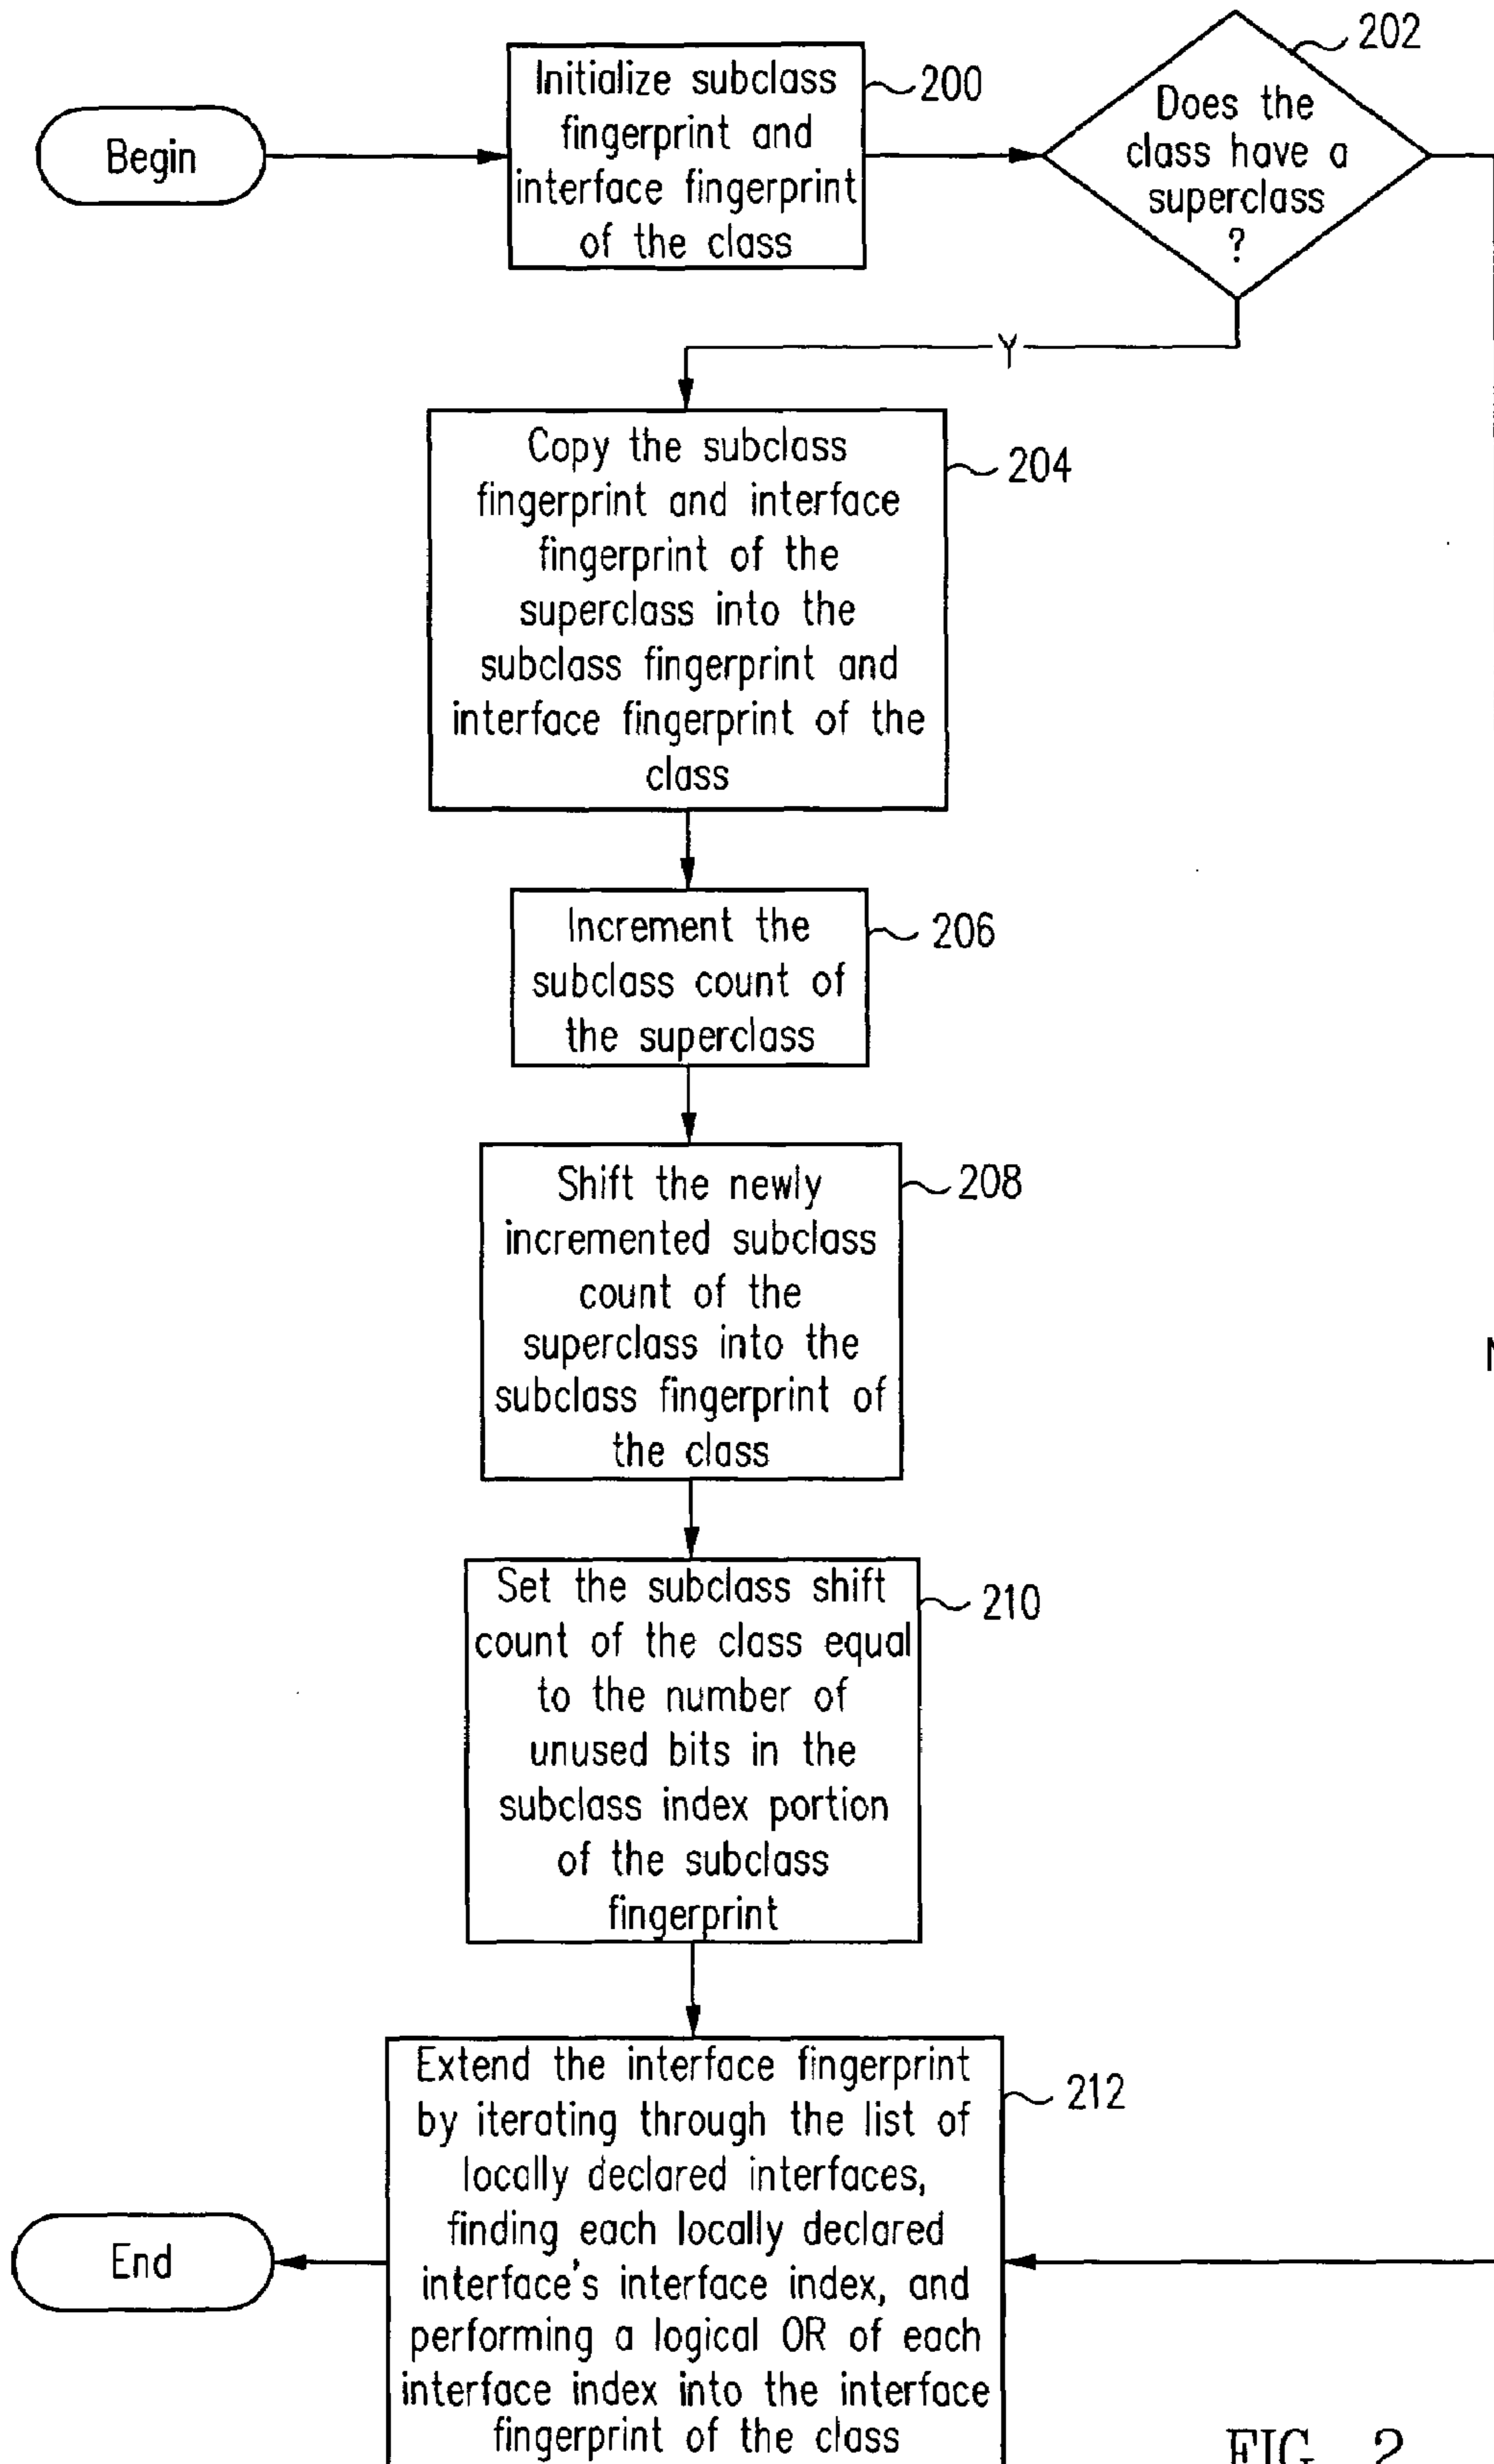 Begin
Initialize subclass
fingerprint and
interface fingerprint
of the class
200
Does the
class have a
superclass
?
202
Y
Copy the subclass
fingerprint and interface
fingerprint of the
superclass into the
subclass fingerprint and
interface fingerprint of the
class
204
Increment the
subclass count of
the superclass
206
Shift the newly
incremented subclass
count of the
superclass into the
subclass fingerprint of
the class
208
N
Set the subclass shift
count of the class equal
to the number of
unused bits in the
subclass index portion
of the subclass
fingerprint
210
Extend the interface fingerprint
by iterating through the list of
locally declared interfaces,
finding each locally declared
interface's interface index, and
performing a logical OR of each
interface index into the interface
fingerprint of the class
212
End
FIG. 2